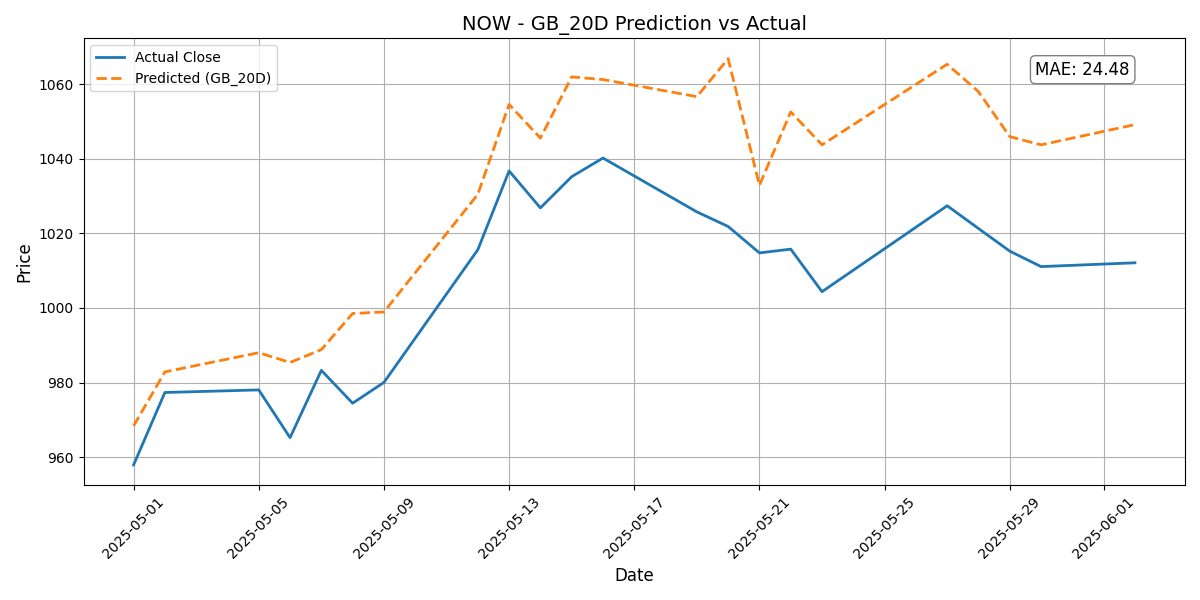 NOW - GB_20D Prediction vs Actual
Actual Close
Predicted (GB_20D)
MAE: 24.48
Price
1060
1040
1020
1000
980
960
2025-05-01
2025-05-05
2025-05-09
2025-05-13
2025-05-17
2025-05-21
2025-05-25
2025-05-29
2025-06-01
Date